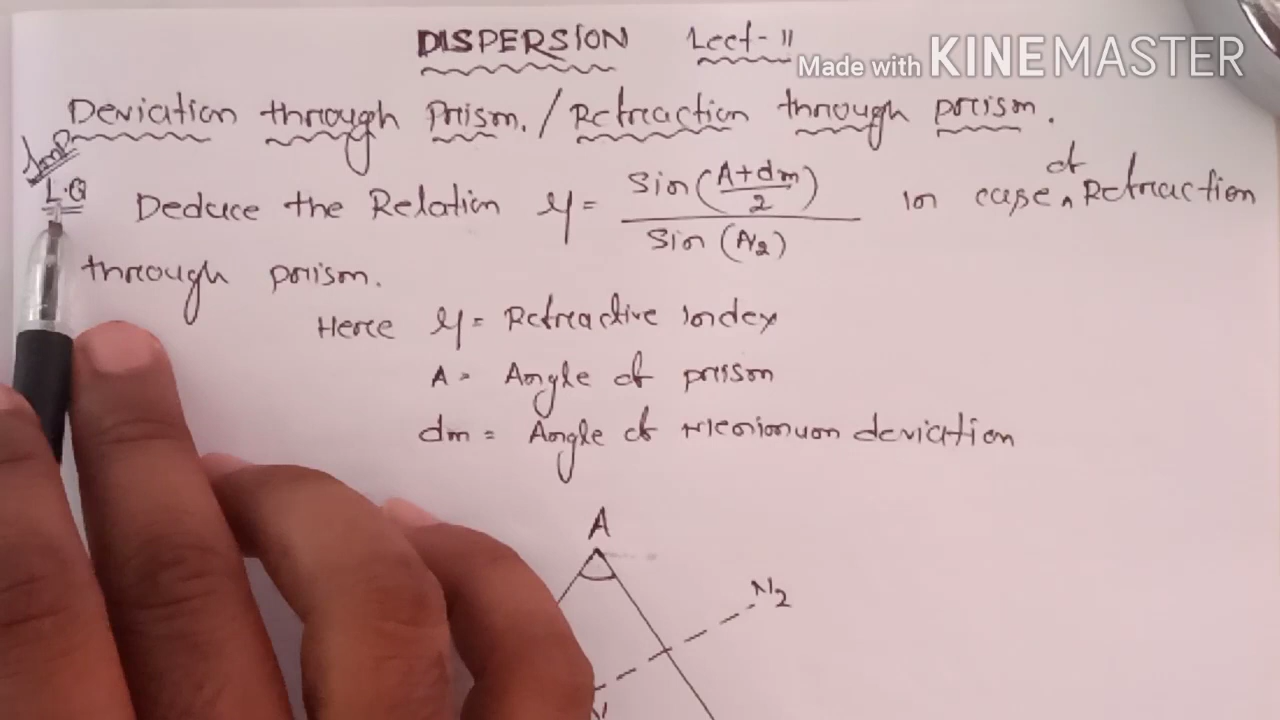 DISPERSION Lect-11
Made with KINEMASTER
Deviation through Prism. / Refraction through prism.
Imp
L.Q
Deduce the Relation μ = sin(A+dm/2) / sin(A/2) in case of Refraction
through prism.
Here μ = Refractive index
A = Angle of prism
dm = Angle of Minimum deviation
A
N2